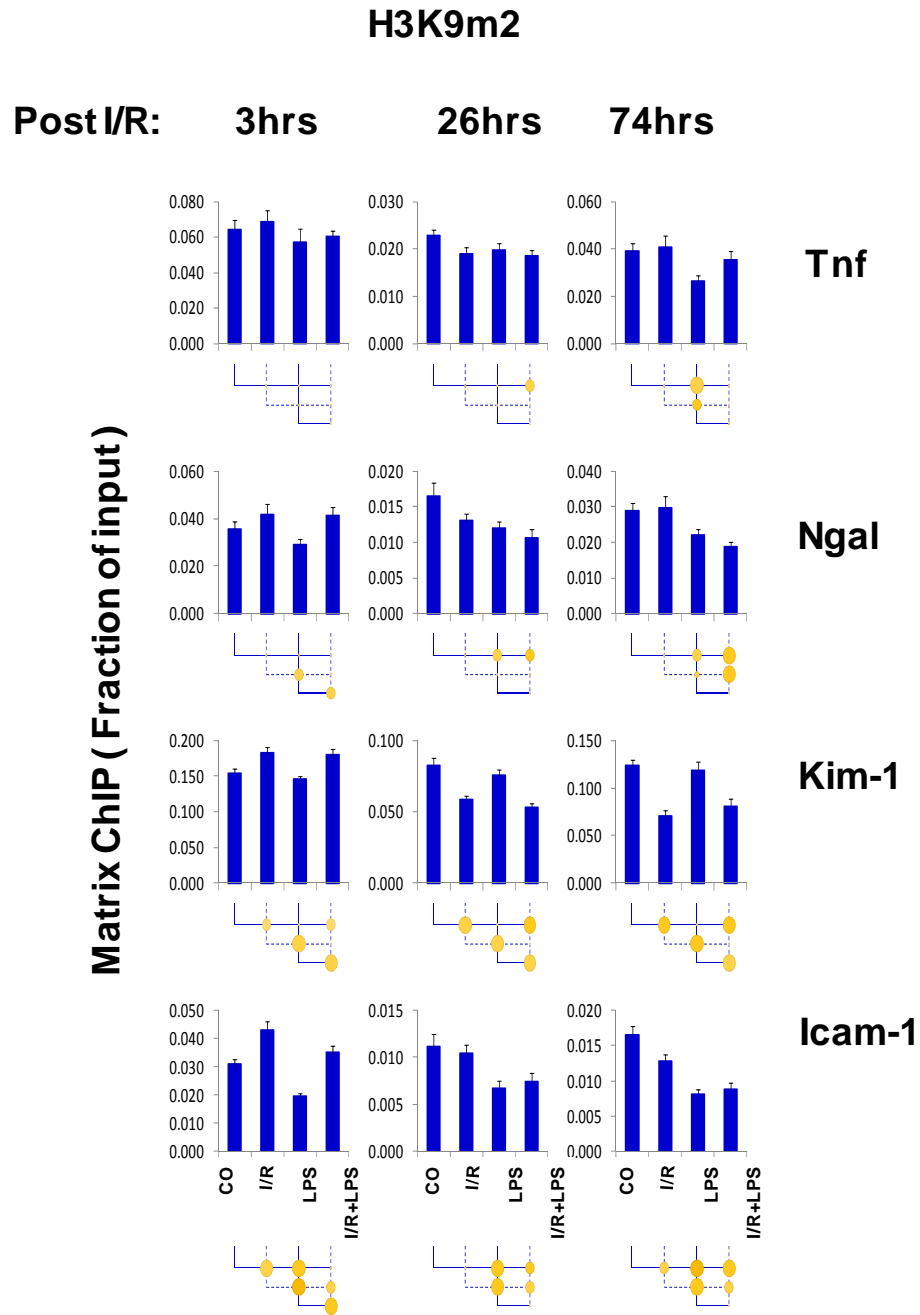 H3K9m2
Post I/R: 3hrs 26hrs 74hrs
0.080 0.030 0.060
0.060 0.020 0.040
0.040 0.010 0.020
0.020
0.000 0.000 0.000
Tnf
0.060 0.020 0.040
0.015 0.030
0.040 0.010 0.020
0.020 0.005 0.010
0.000 0.000 0.000
Ngal
0.200 0.100 0.150
0.150 0.100
0.100 0.050 0.050
0.050
0.000 0.000 0.000
Kim-1
0.050 0.015 0.020
0.040 0.010 0.015
0.030 0.010
0.020 0.005 0.005
0.010
0.000 0.000 0.000
Icam-1
CO I/R LPS I/R+LPS CO I/R LPS I/R+LPS CO I/R LPS I/R+LPS
Matrix ChIP ( Fraction of input )